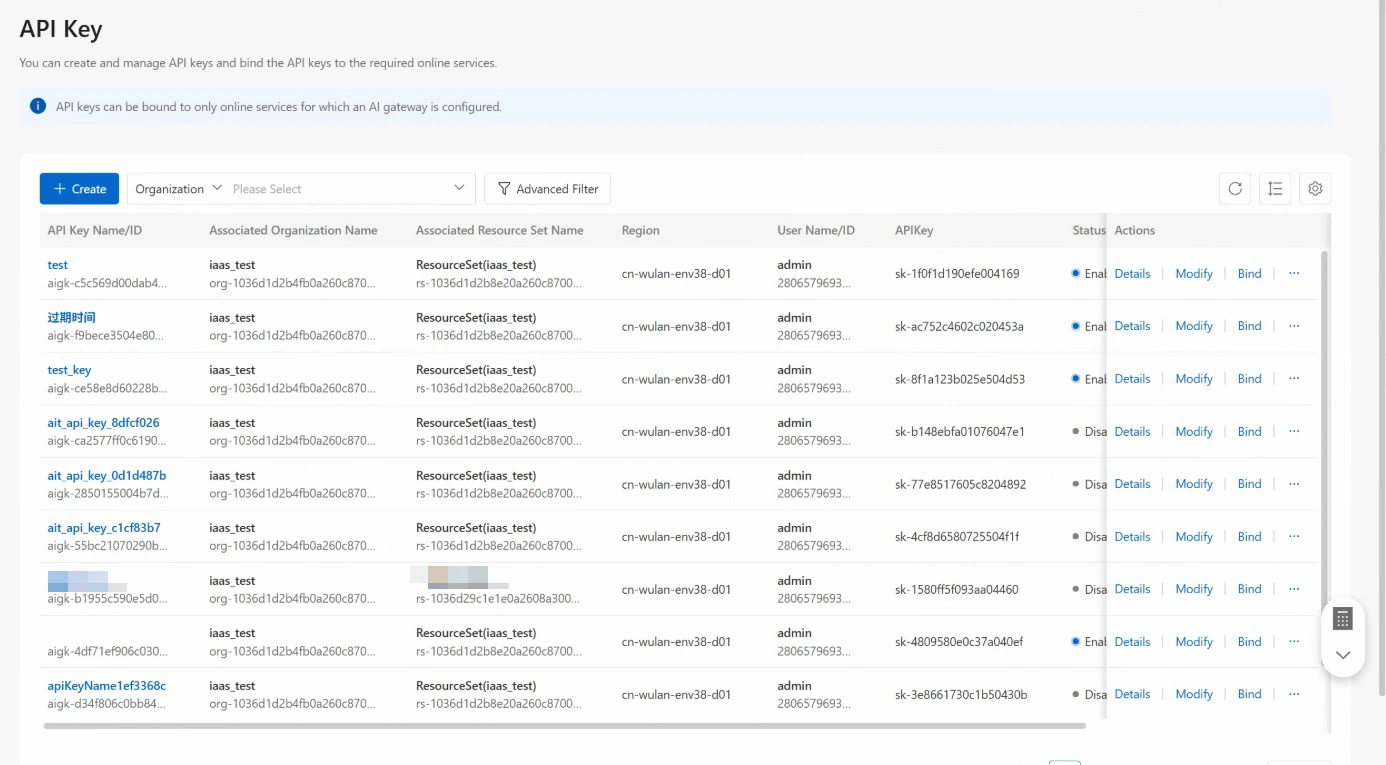 API Key
You can create and manage API keys and bind the API keys to the required online services.
API keys can be bound to only online services for which an AI gateway is configured.
Create Organization Please Select Advanced Filter
API Key Name/ID Associated Organization Name Associated Resource Set Name Region User Name/ID APIKey Status Actions
test iaas_test ResourceSet(iaas_test) admin
aigk-c5c569d00dab4... org-1036d1d2b4fb0a260c870... rs-1036d1d2b8e20a260c8700... cn-wulan-env38-d01 2806579693... sk-1f0f1d190efe004169 Enal Details Modify Bind ...
过期时间 iaas_test ResourceSet(iaas_test) admin
aigk-f9bece3504e80... org-1036d1d2b4fb0a260c870... rs-1036d1d2b8e20a260c8700... cn-wulan-env38-d01 2806579693... sk-ac752c4602c020453a Enal Details Modify Bind ...
test_key iaas_test ResourceSet(iaas_test) admin
aigk-ce58e8d60228b... org-1036d1d2b4fb0a260c870... rs-1036d1d2b8e20a260c8700... cn-wulan-env38-d01 2806579693... sk-8f1a123b025e504d53 Enal Details Modify Bind ...
ait_api_key_8dfcf026 iaas_test ResourceSet(iaas_test) admin
aigk-ca2577ff0c6190... org-1036d1d2b4fb0a260c870... rs-1036d1d2b8e20a260c8700... cn-wulan-env38-d01 2806579693... sk-b148ebfa01076047e1 Disa Details Modify Bind ...
ait_api_key_0d1d487b iaas_test ResourceSet(iaas_test) admin
aigk-2850155004b7d... org-1036d1d2b4fb0a260c870... rs-1036d1d2b8e20a260c8700... cn-wulan-env38-d01 2806579693... sk-77e8517605c8204892 Disa Details Modify Bind ...
ait_api_key_c1cf83b7 iaas_test ResourceSet(iaas_test) admin
aigk-55bc21070290b... org-1036d1d2b4fb0a260c870... rs-1036d1d2b8e20a260c8700... cn-wulan-env38-d01 2806579693... sk-4cf8d6580725504f1f Disa Details Modify Bind ...
iaas_test admin
aigk-b1955c590e5d0... org-1036d1d2b4fb0a260c870... rs-1036d29c1e1e0a2608a300... cn-wulan-env38-d01 2806579693... sk-1580ff5f093aa04460 Disa Details Modify Bind ...
iaas_test ResourceSet(iaas_test) admin
aigk-4df71ef906c030... org-1036d1d2b4fb0a260c870... rs-1036d1d2b8e20a260c8700... cn-wulan-env38-d01 2806579693... sk-4809580e0c37a040ef Enal Details Modify Bind ...
apiKeyName1ef3368c iaas_test ResourceSet(iaas_test) admin
aigk-d34f806c0bb84... org-1036d1d2b4fb0a260c870... rs-1036d1d2b8e20a260c8700... cn-wulan-env38-d01 2806579693... sk-3e8661730c1b50430b Disa Details Modify Bind ...